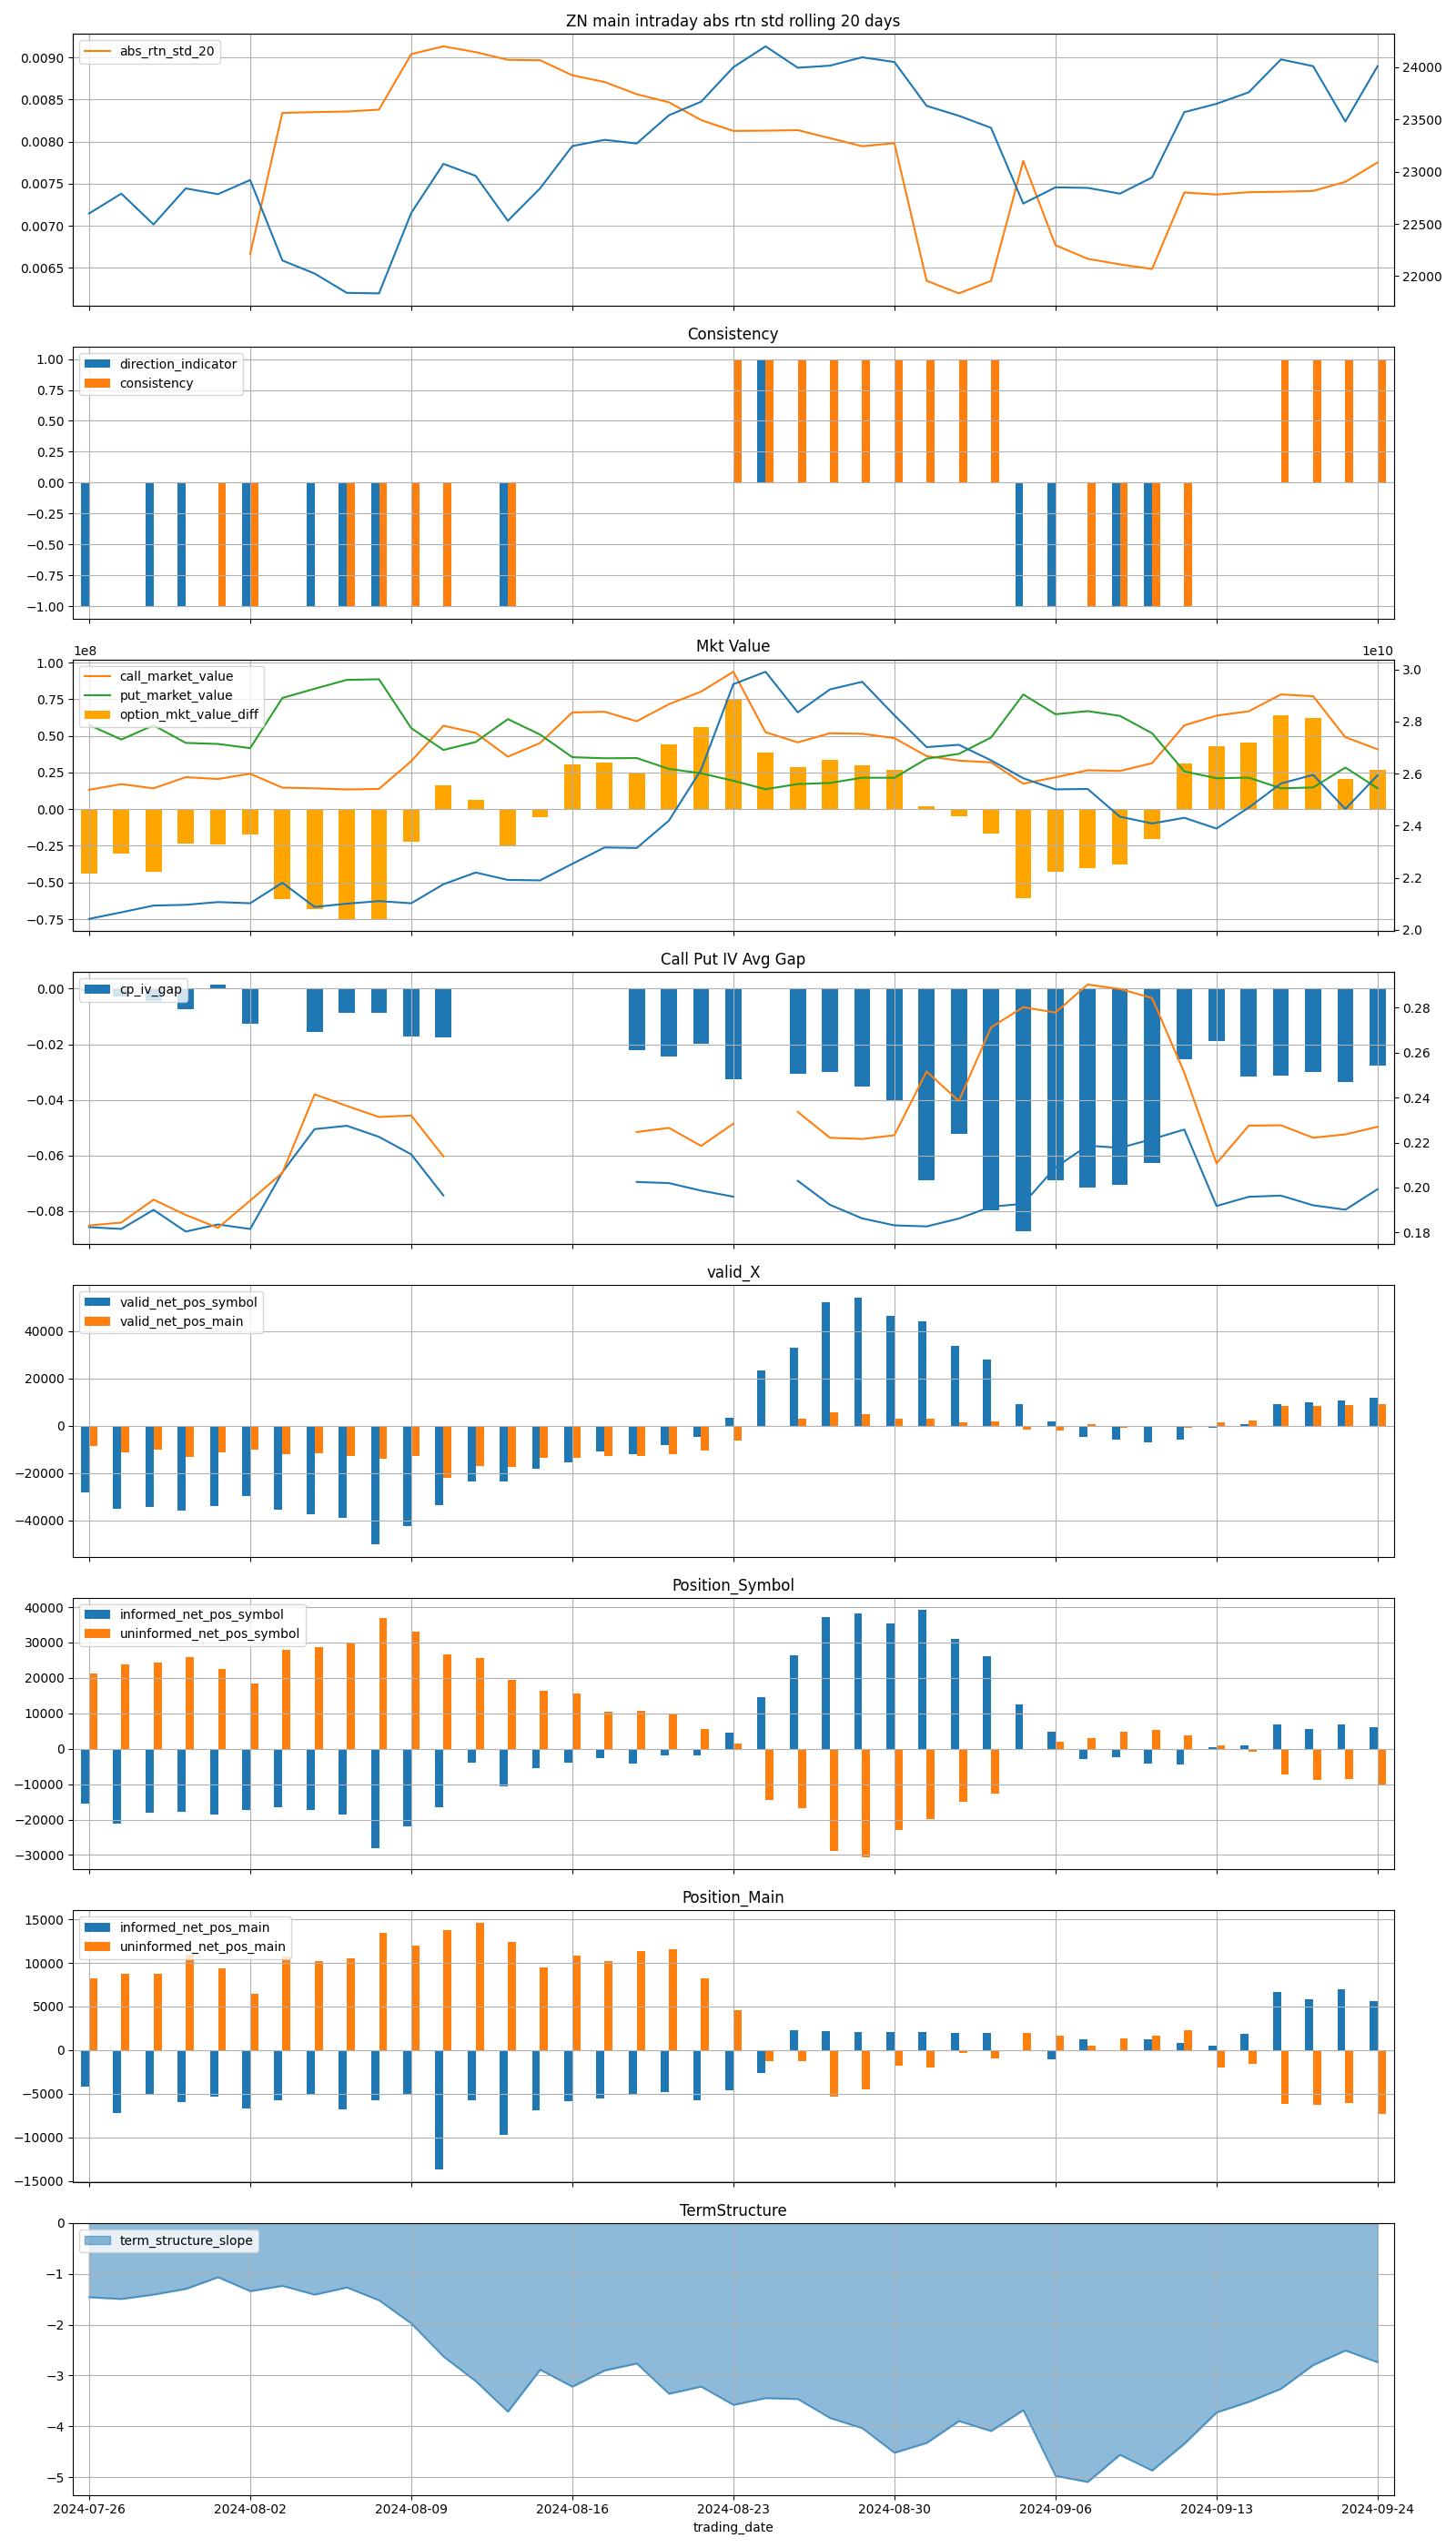 ZN main intraday abs rtn std rolling 20 days
abs_rtn_std_20
0.0090
0.0085
0.0080
0.0075
0.0070
0.0065
24000
23500
23000
22500
22000
Consistency
direction_indicator
consistency
1.00
0.75
0.50
0.25
0.00
−0.25
−0.50
−0.75
−1.00
Mkt Value
1e8
1e10
call_market_value
put_market_value
option_mkt_value_diff
1.00
0.75
0.50
0.25
0.00
−0.25
−0.50
−0.75
3.0
2.8
2.6
2.4
2.2
2.0
Call Put IV Avg Gap
cp_iv_gap
0.00
−0.02
−0.04
−0.06
−0.08
0.28
0.26
0.24
0.22
0.20
0.18
valid_X
valid_net_pos_symbol
valid_net_pos_main
40000
20000
0
−20000
−40000
Position_Symbol
informed_net_pos_symbol
uninformed_net_pos_symbol
40000
30000
20000
10000
0
−10000
−20000
−30000
Position_Main
informed_net_pos_main
uninformed_net_pos_main
15000
10000
5000
0
−5000
−10000
−15000
TermStructure
term_structure_slope
0
−1
−2
−3
−4
−5
2024-07-26 2024-08-02 2024-08-09 2024-08-16 2024-08-23 2024-08-30 2024-09-06 2024-09-13 2024-09-24
trading_date